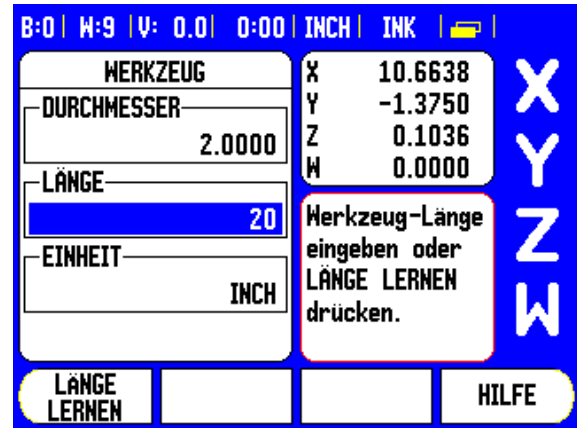 B:0 | W:9 | V: 0.0 | 0:00 | INCH | INK
WERKZEUG
DURCHMESSER
2.0000
LÄNGE
20
EINHEIT
INCH
X 10.6638
Y -1.3750
Z 0.1036
W 0.0000
Werkzeug-Länge
eingeben oder
LÄNGE LERNEN
drücken.
X
Y
Z
W
LÄNGE
LERNEN
HILFE